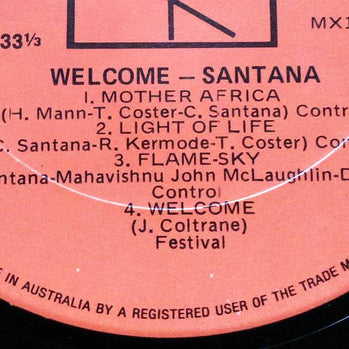 33⅓
MX1
WELCOME – SANTANA
1. MOTHER AFRICA
(H. Mann-T. Coster-C. Santana) Contr
2. LIGHT OF LIFE
C. Santana-R. Kermode-T. Coster) Con
3. FLAME-SKY
ntana-Mahavishnu John McLaughlin-D
Control
4. WELCOME
(J. Coltrane)
Festival
E IN AUSTRALIA BY A REGISTERED USER OF THE TRADE M